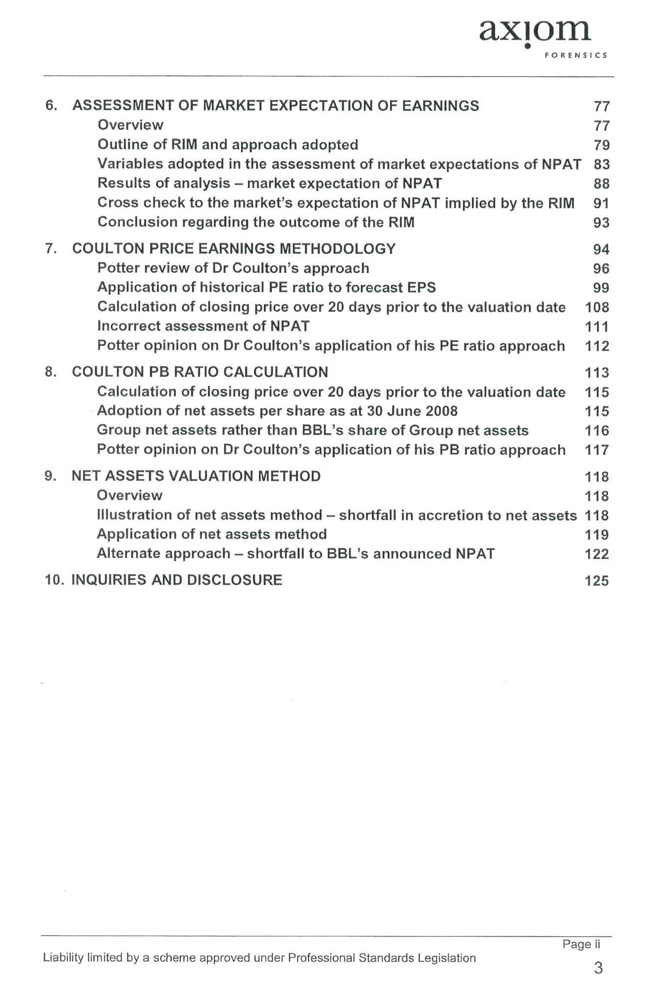 axiom
FORENSICS
6. ASSESSMENT OF MARKET EXPECTATION OF EARNINGS 77
Overview 77
Outline of RIM and approach adopted 79
Variables adopted in the assessment of market expectations of NPAT 83
Results of analysis – market expectation of NPAT 88
Cross check to the market's expectation of NPAT implied by the RIM 91
Conclusion regarding the outcome of the RIM 93
7. COULTON PRICE EARNINGS METHODOLOGY 94
Potter review of Dr Coulton's approach 96
Application of historical PE ratio to forecast EPS 99
Calculation of closing price over 20 days prior to the valuation date 108
Incorrect assessment of NPAT 111
Potter opinion on Dr Coulton's application of his PE ratio approach 112
8. COULTON PB RATIO CALCULATION 113
Calculation of closing price over 20 days prior to the valuation date 115
Adoption of net assets per share as at 30 June 2008 115
Group net assets rather than BBL's share of Group net assets 116
Potter opinion on Dr Coulton's application of his PB ratio approach 117
9. NET ASSETS VALUATION METHOD 118
Overview 118
Illustration of net assets method – shortfall in accretion to net assets 118
Application of net assets method 119
Alternate approach – shortfall to BBL's announced NPAT 122
10. INQUIRIES AND DISCLOSURE 125
Page ii
Liability limited by a scheme approved under Professional Standards Legislation
3